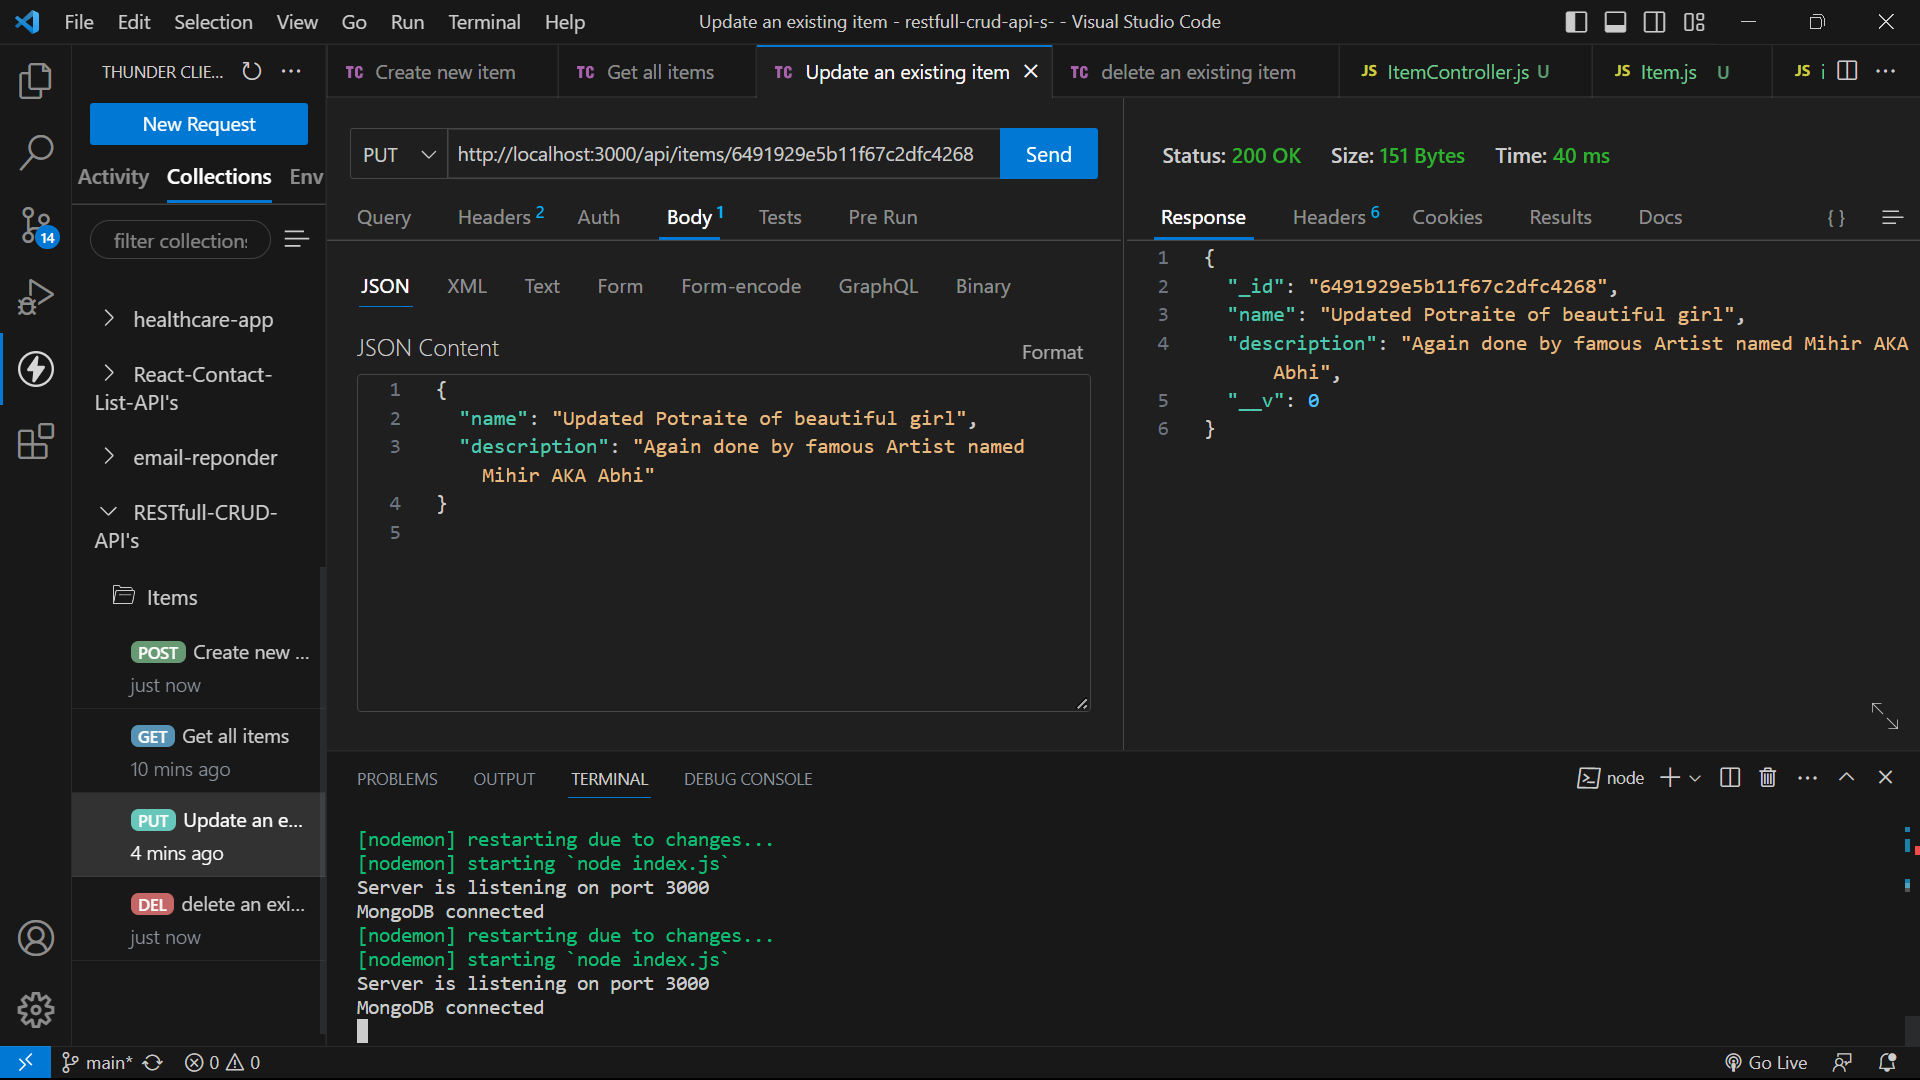 File Edit Selection View Go Run Terminal Help
Update an existing item - restfull-crud-api-s- - Visual Studio Code
THUNDER CLIE...
TC Create new item
TC Get all items
TC Update an existing item
TC delete an existing item
JS ItemController.js U
JS Item.js U
JS i
New Request
Activity Collections Env
filter collections
14
healthcare-app
React-Contact-
List-API's
email-reponder
RESTfull-CRUD-
API's
Items
POST Create new ...
just now
GET Get all items
10 mins ago
PUT Update an e...
4 mins ago
DEL delete an exi...
just now
PUT http://localhost:3000/api/items/6491929e5b11f67c2dfc4268 Send
Query Headers 2 Auth Body 1 Tests Pre Run
JSON XML Text Form Form-encode GraphQL Binary
JSON Content Format
1 {
2 "name": "Updated Potraite of beautiful girl",
3 "description": "Again done by famous Artist named
Mihir AKA Abhi"
4 }
5
Status: 200 OK Size: 151 Bytes Time: 40 ms
Response Headers 6 Cookies Results Docs { }
1 {
2 "_id": "6491929e5b11f67c2dfc4268",
3 "name": "Updated Potraite of beautiful girl",
4 "description": "Again done by famous Artist named Mihir AKA
Abhi",
5 "__v": 0
6 }
PROBLEMS OUTPUT TERMINAL DEBUG CONSOLE
node
[nodemon] restarting due to changes...
[nodemon] starting `node index.js`
Server is listening on port 3000
MongoDB connected
[nodemon] restarting due to changes...
[nodemon] starting `node index.js`
Server is listening on port 3000
MongoDB connected
main* 0 0
Go Live